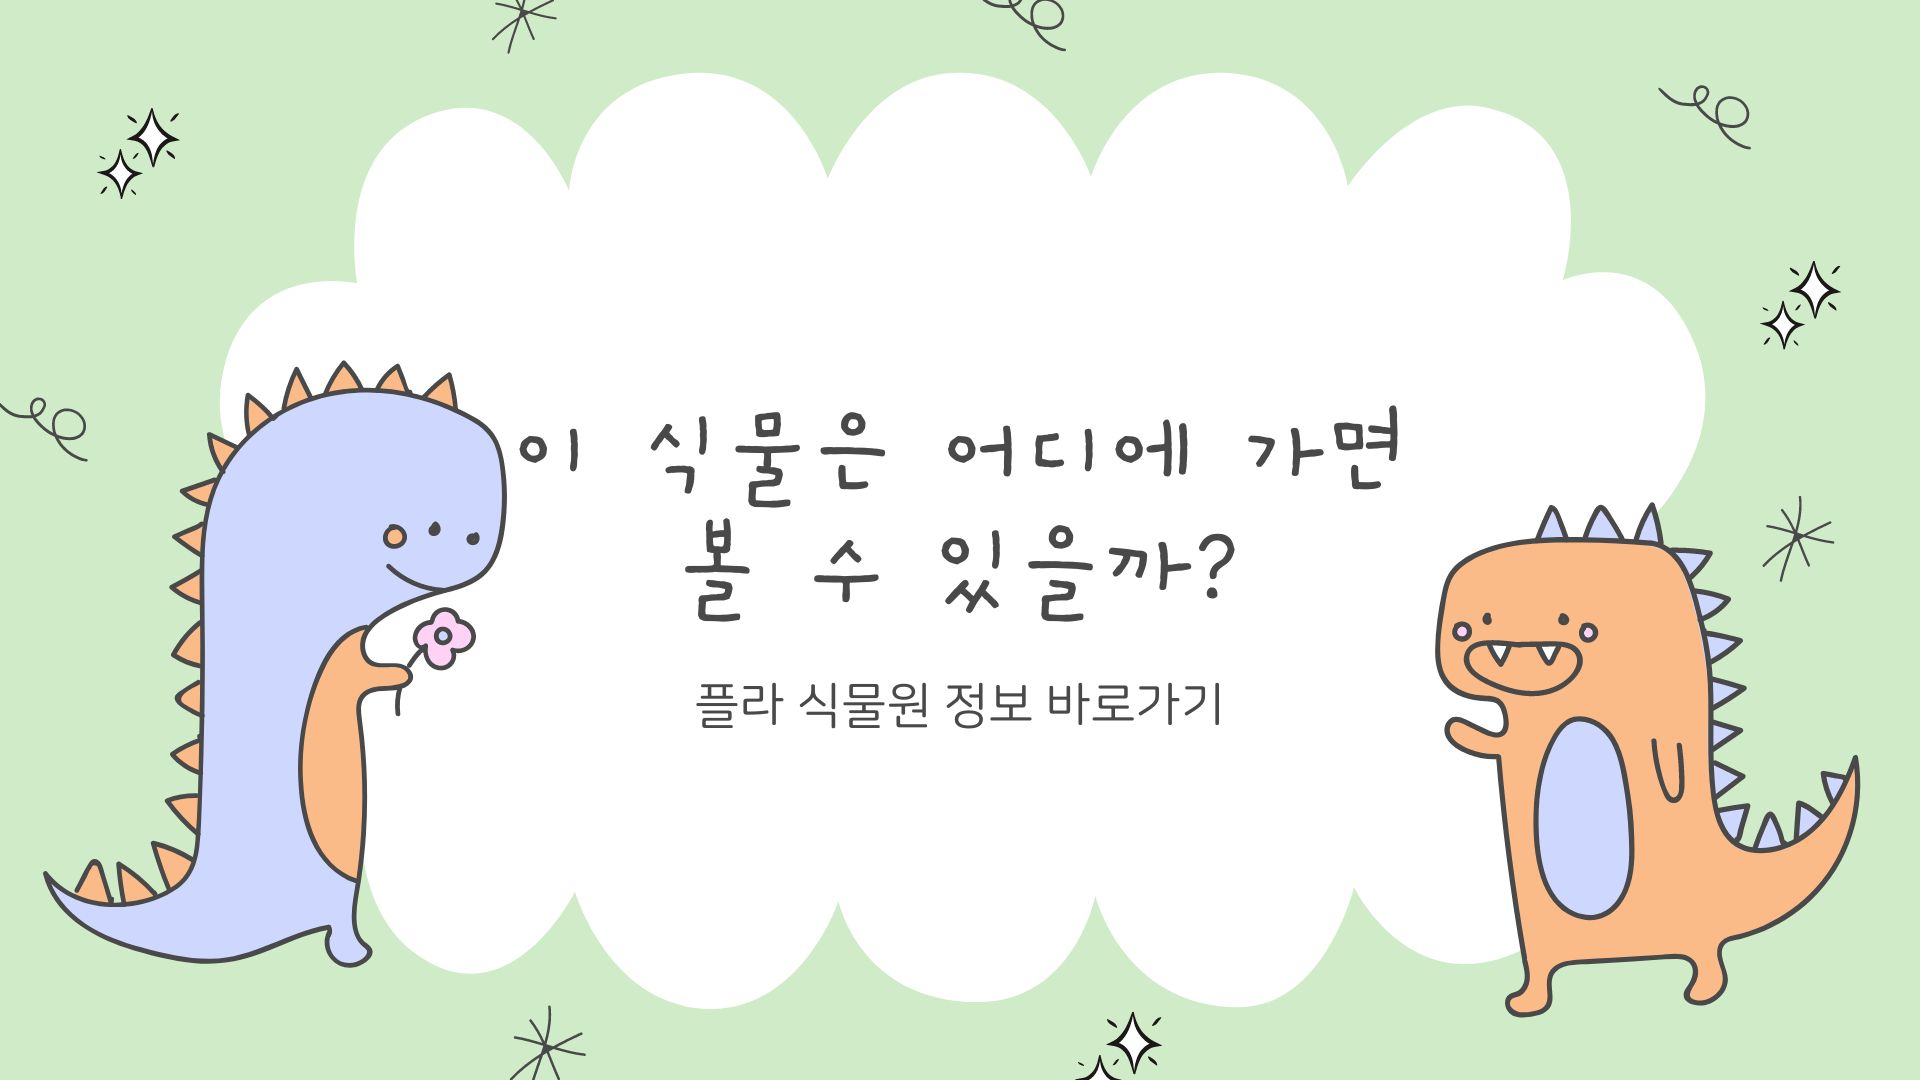 이 식물은 어디에 가면
볼 수 있을까?
플라 식물원 정보 바로가기